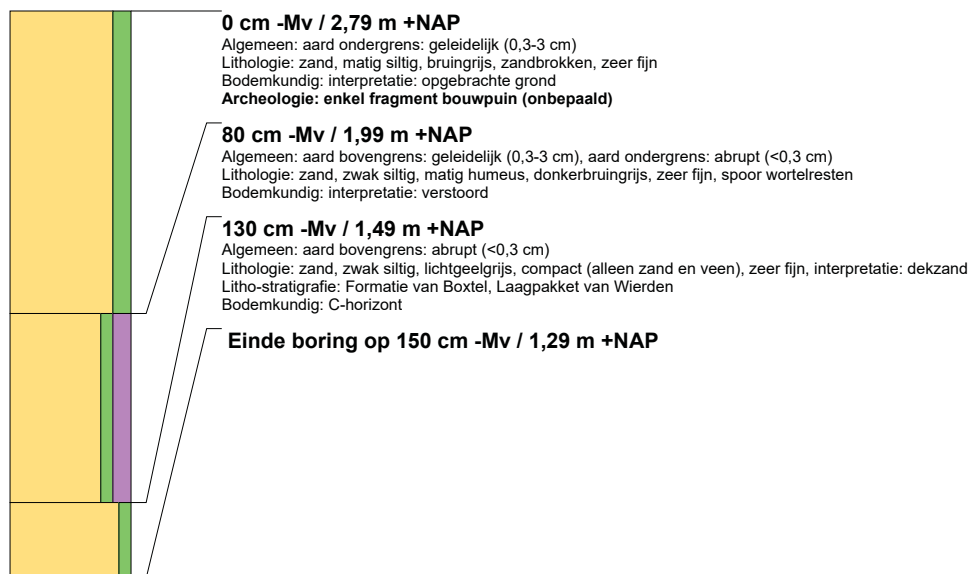 0 cm -Mv / 2,79 m +NAP
Algemeen: aard ondergrens: geleidelijk (0,3-3 cm)
Lithologie: zand, matig siltig, bruingrijs, zandbrokken, zeer fijn
Bodemkundig: interpretatie: opgebrachte grond
Archeologie: enkel fragment bouwpuin (onbepaald)
80 cm -Mv / 1,99 m +NAP
Algemeen: aard bovengrens: geleidelijk (0,3-3 cm), aard ondergrens: abrupt (<0,3 cm)
Lithologie: zand, zwak siltig, matig humeus, donkerbruingrijs, zeer fijn, spoor wortelresten
Bodemkundig: interpretatie: verstoord
130 cm -Mv / 1,49 m +NAP
Algemeen: aard bovengrens: abrupt (<0,3 cm)
Lithologie: zand, zwak siltig, lichtgeelgrijs, compact (alleen zand en veen), zeer fijn, interpretatie: dekzand
Litho-stratigrafie: Formatie van Boxtel, Laagpakket van Wierden
Bodemkundig: C-horizont
Einde boring op 150 cm -Mv / 1,29 m +NAP